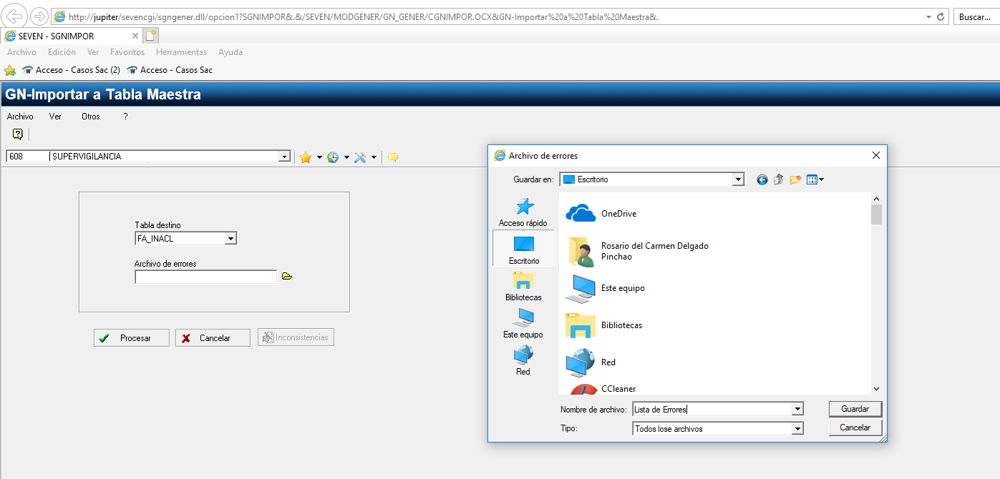 http://jupiter/sevencgi/sgngener.dll/opcion1?SGNIMPOR&.&/SEVEN/MODGENER/GN_GENER/CGNIMPOR.OCX&GN-Importar%20a%20Tabla%20Maestra&.
Buscar...
SEVEN - SGNIMPOR
Archivo Edición Ver Favoritos Herramientas Ayuda
Acceso - Casos Sac (2) Acceso - Casos Sac
GN-Importar a Tabla Maestra
Archivo Ver Otros ?
608 SUPERVIGILANCIA
Tabla destino
FA_INACL
Archivo de errores
Procesar Cancelar Inconsistencias
Archivo de errores
Guardar en: Escritorio
Acceso rápido
Escritorio
Bibliotecas
Este equipo
Red
OneDrive
Rosario del Carmen Delgado
Pinchao
Este equipo
Bibliotecas
Red
CCleaner
Nombre de archivo: Lista de Errores Guardar
Tipo: Todos lose archivos Cancelar